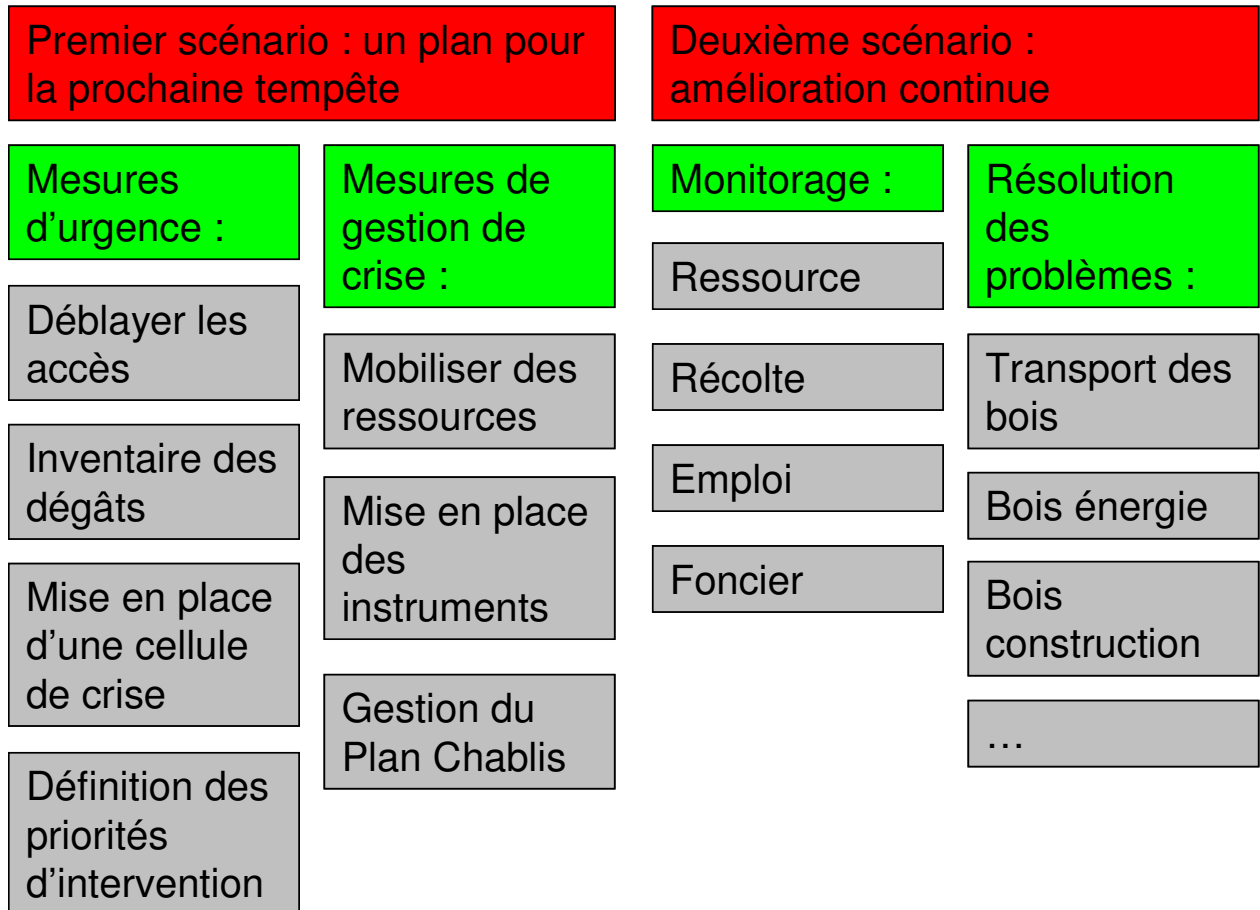 Premier scénario : un plan pour
la prochaine tempête
Deuxième scénario :
amélioration continue
Mesures
d’urgence :
Déblayer les
accès
Inventaire des
dégâts
Mise en place
d’une cellule
de crise
Définition des
priorités
d’intervention
Mesures de
gestion de
crise :
Mobiliser des
ressources
Mise en place
des
instruments
Gestion du
Plan Chablis
Monitorage :
Ressource
Récolte
Emploi
Foncier
Résolution
des
problèmes :
Transport des
bois
Bois énergie
Bois
construction
…